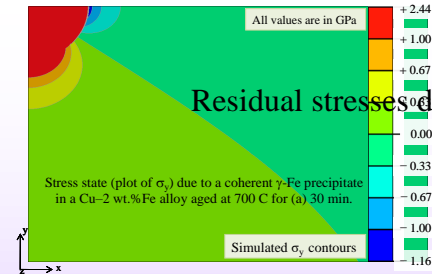 All values are in GPa
+ 2.44
+ 1.00
+ 0.67
+ 0.33
0.00
− 0.33
− 0.67
− 1.00
− 1.16
Residual stresses d
Stress state (plot of σy) due to a coherent γ-Fe precipitate
in a Cu–2 wt.%Fe alloy aged at 700 C for (a) 30 min.
Simulated σy contours
y
z
x